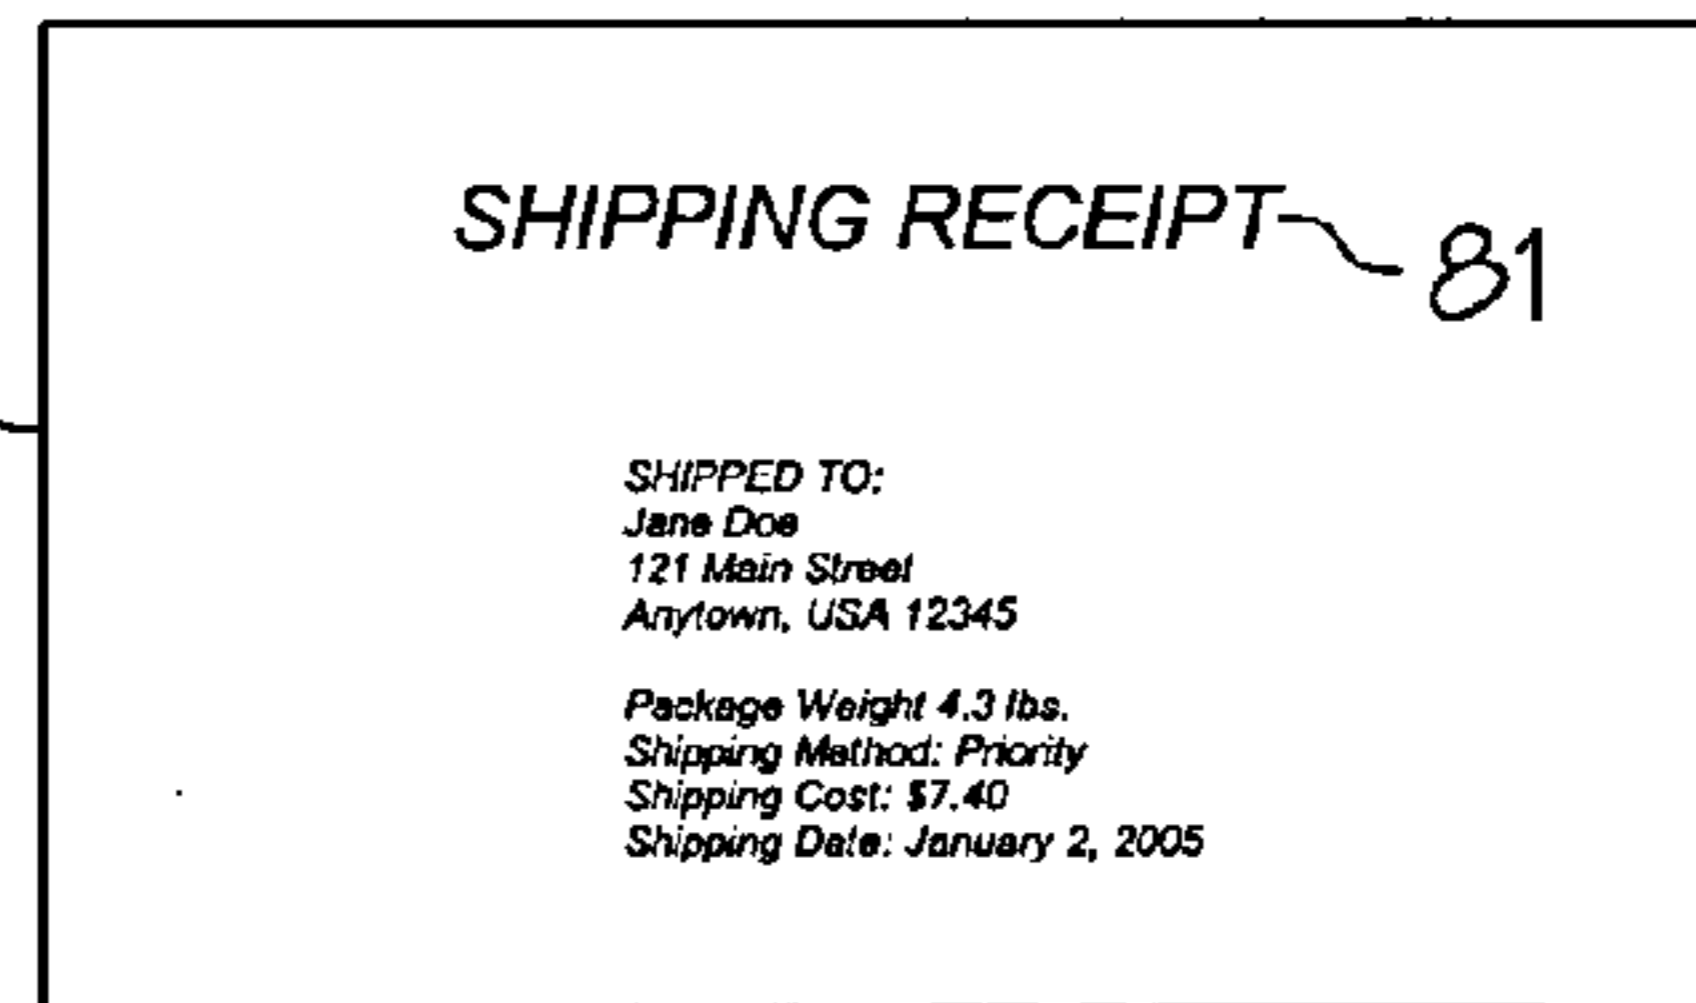 SHIPPING RECEIPT 81
SHIPPED TO:
Jane Doe
121 Main Street
Anytown, USA 12345
Package Weight 4.3 lbs.
Shipping Method: Priority
Shipping Cost: $7.40
Shipping Date: January 2, 2005